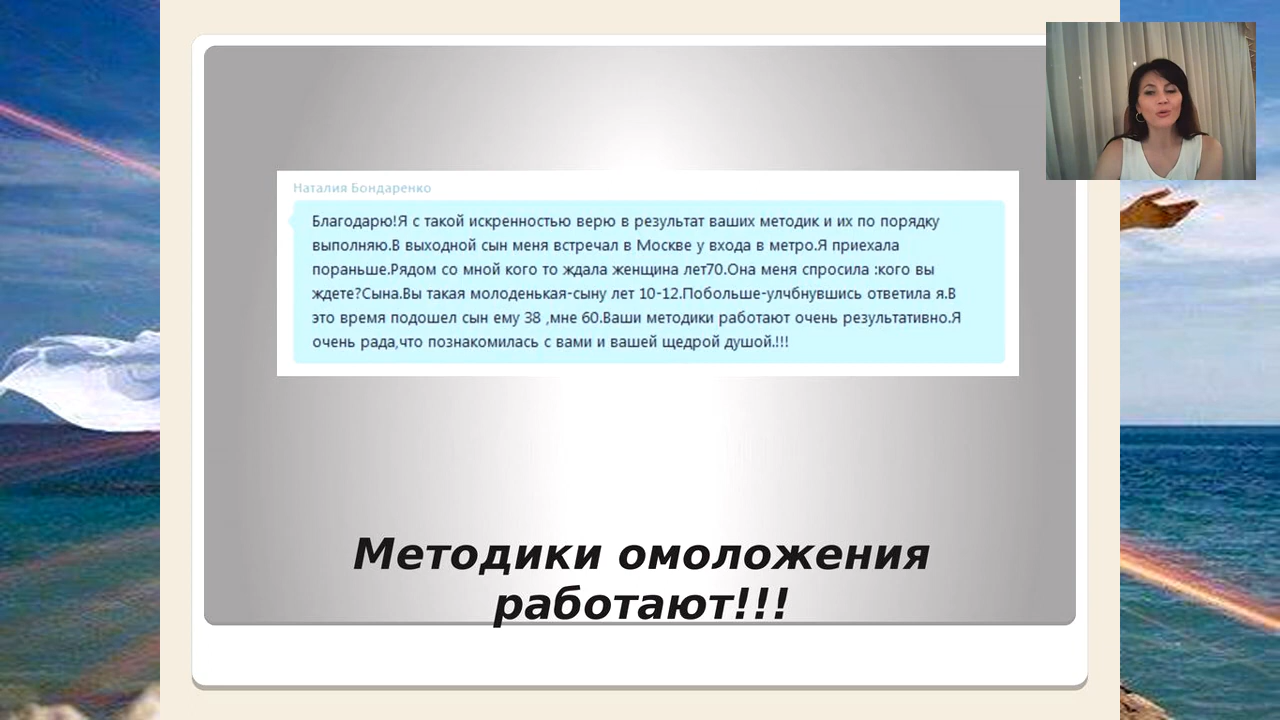 Наталия Бондаренко
Благодарю!Я с такой искренностью верю в результат ваших методик и их по порядку
выполняю.В выходной сын меня встречал в Москве у входа в метро.Я приехала
пораньше.Рядом со мной кого то ждала женщина лет70.Она меня спросила :кого вы
ждете?Сына.Вы такая молоденькая-сыну лет 10-12.Побольше-улчбнувшись ответила я.В
это время подошел сын ему 38 ,мне 60.Ваши методики работают очень результативно.Я
очень рада,что познакомилась с вами и вашей щедрой душой.!!!
Методики омоложения
работают!!!